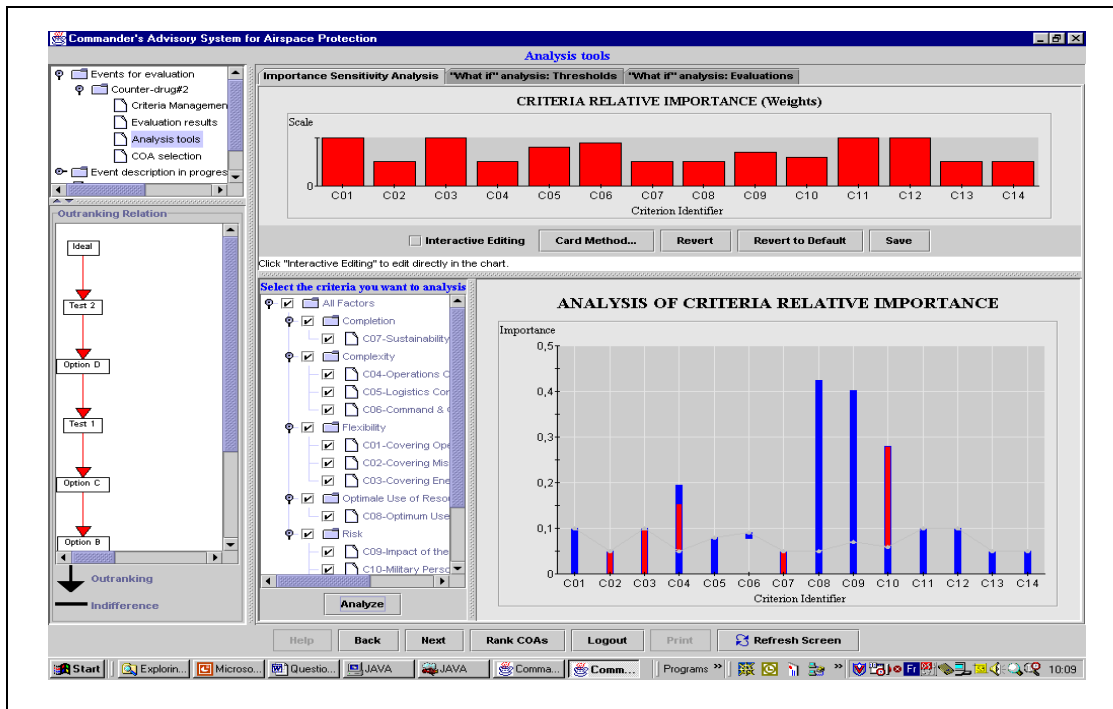 Commander's Advisory System for Airspace Protection
Analysis tools
Events for evaluation
Counter-drug#2
Criteria Managemen
Evaluation results
Analysis tools
COA selection
Event description in progres
Importance Sensitivity Analysis "What if" analysis: Thresholds "What if" analysis: Evaluations
CRITERIA RELATIVE IMPORTANCE (Weights)
Scale
0
C01 C02 C03 C04 C05 C06 C07 C08 C09 C10 C11 C12 C13 C14
Criterion Identifier
Interactive Editing Card Method... Revert Revert to Default Save
Click "Interactive Editing" to edit directly in the chart.
Outranking Relation
Ideal
Test 2
Option D
Test 1
Option C
Option B
Outranking
Indifference
Select the criteria you want to analysis
All Factors
Completion
C07-Sustainability
Complexity
C04-Operations C
C05-Logistics Cor
C06-Command & C
Flexibility
C01-Covering Ope
C02-Covering Mis
C03-Covering Ene
Optimale Use of Resou
C08-Optimum Use
Risk
C09-Impact of the
C10-Military Persc
Analyze
ANALYSIS OF CRITERIA RELATIVE IMPORTANCE
Importance
0,5
0,4
0,3
0,2
0,1
0
C01 C02 C03 C04 C05 C06 C07 C08 C09 C10 C11 C12 C13 C14
Criterion Identifier
Help Back Next Rank COAs Logout Print Refresh Screen
Start Explorin... Microso... Questio... JAVA JAVA Comma... Comm... Programs » » Fr 10:09